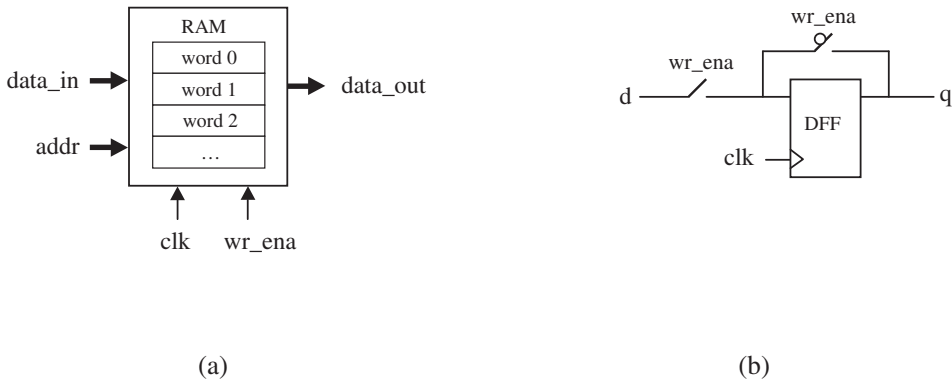 RAM
word 0
word 1
word 2
...
data_in
addr
data_out
clk
wr_ena
(a)
wr_ena
wr_ena
d
q
DFF
clk
(b)